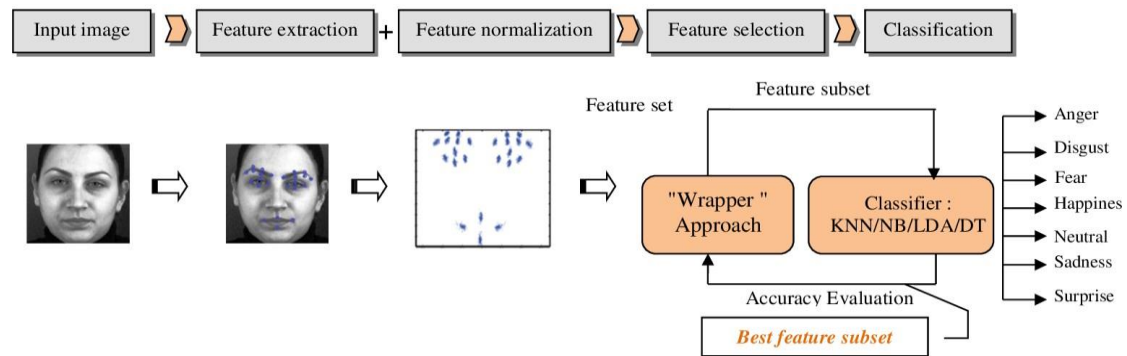 Input image
Feature extraction
+
Feature normalization
Feature selection
Classification
Feature set
Feature subset
"Wrapper "
Approach
Classifier :
KNN/NB/LDA/DT
Anger
Disgust
Fear
Happines
Neutral
Sadness
Surprise
Accuracy Evaluation
Best feature subset